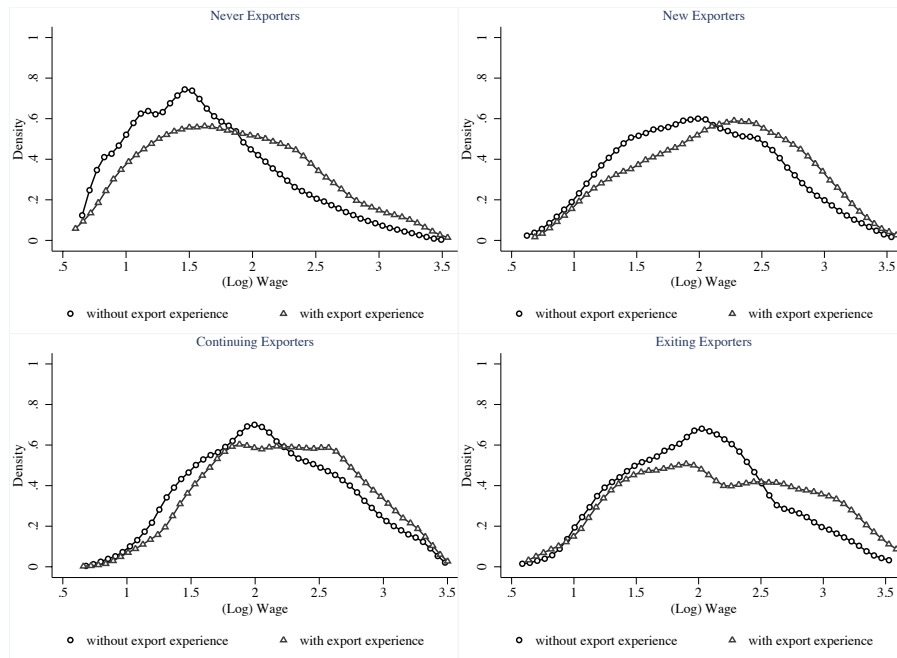 Never Exporters
Density
0 .2 .4 .6 .8 1
.5 1 1.5 2 2.5 3 3.5
(Log) Wage
without export experience with export experience
New Exporters
Density
0 .2 .4 .6 .8 1
.5 1 1.5 2 2.5 3 3.5
(Log) Wage
without export experience with export experience
Continuing Exporters
Density
0 .2 .4 .6 .8 1
.5 1 1.5 2 2.5 3 3.5
(Log) Wage
without export experience with export experience
Exiting Exporters
Density
0 .2 .4 .6 .8 1
.5 1 1.5 2 2.5 3 3.5
(Log) Wage
without export experience with export experience